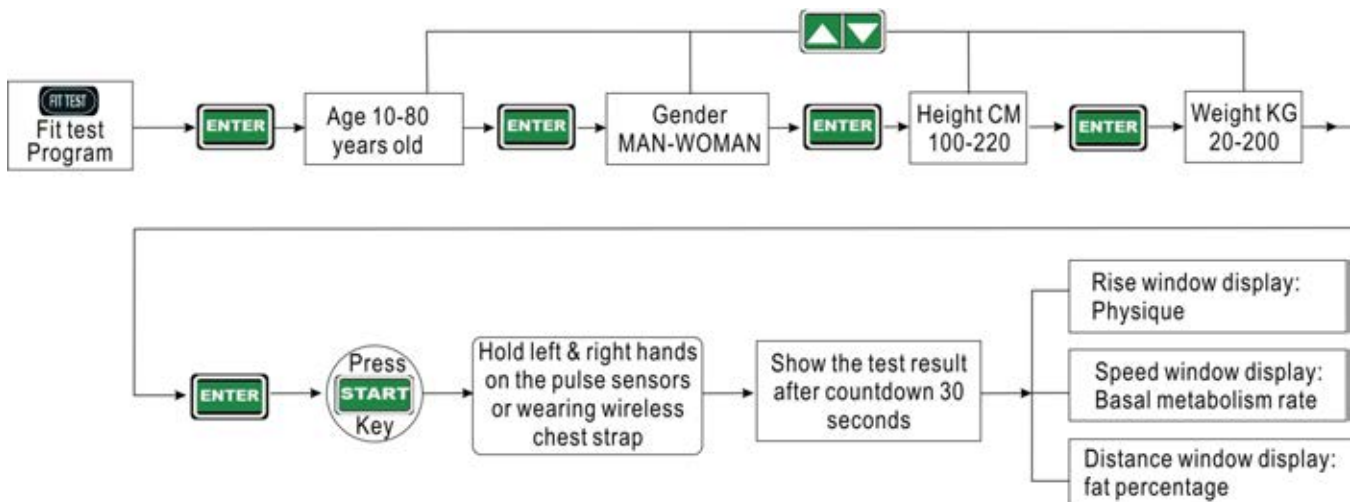 FIT TEST
Fit test
Program
ENTER
Age 10-80
years old
ENTER
Gender
MAN-WOMAN
ENTER
Height CM
100-220
ENTER
Weight KG
20-200
ENTER
Press
START
Key
Hold left & right hands
on the pulse sensors
or wearing wireless
chest strap
Show the test result
after countdown 30
seconds
Rise window display:
Physique
Speed window display:
Basal metabolism rate
Distance window display:
fat percentage